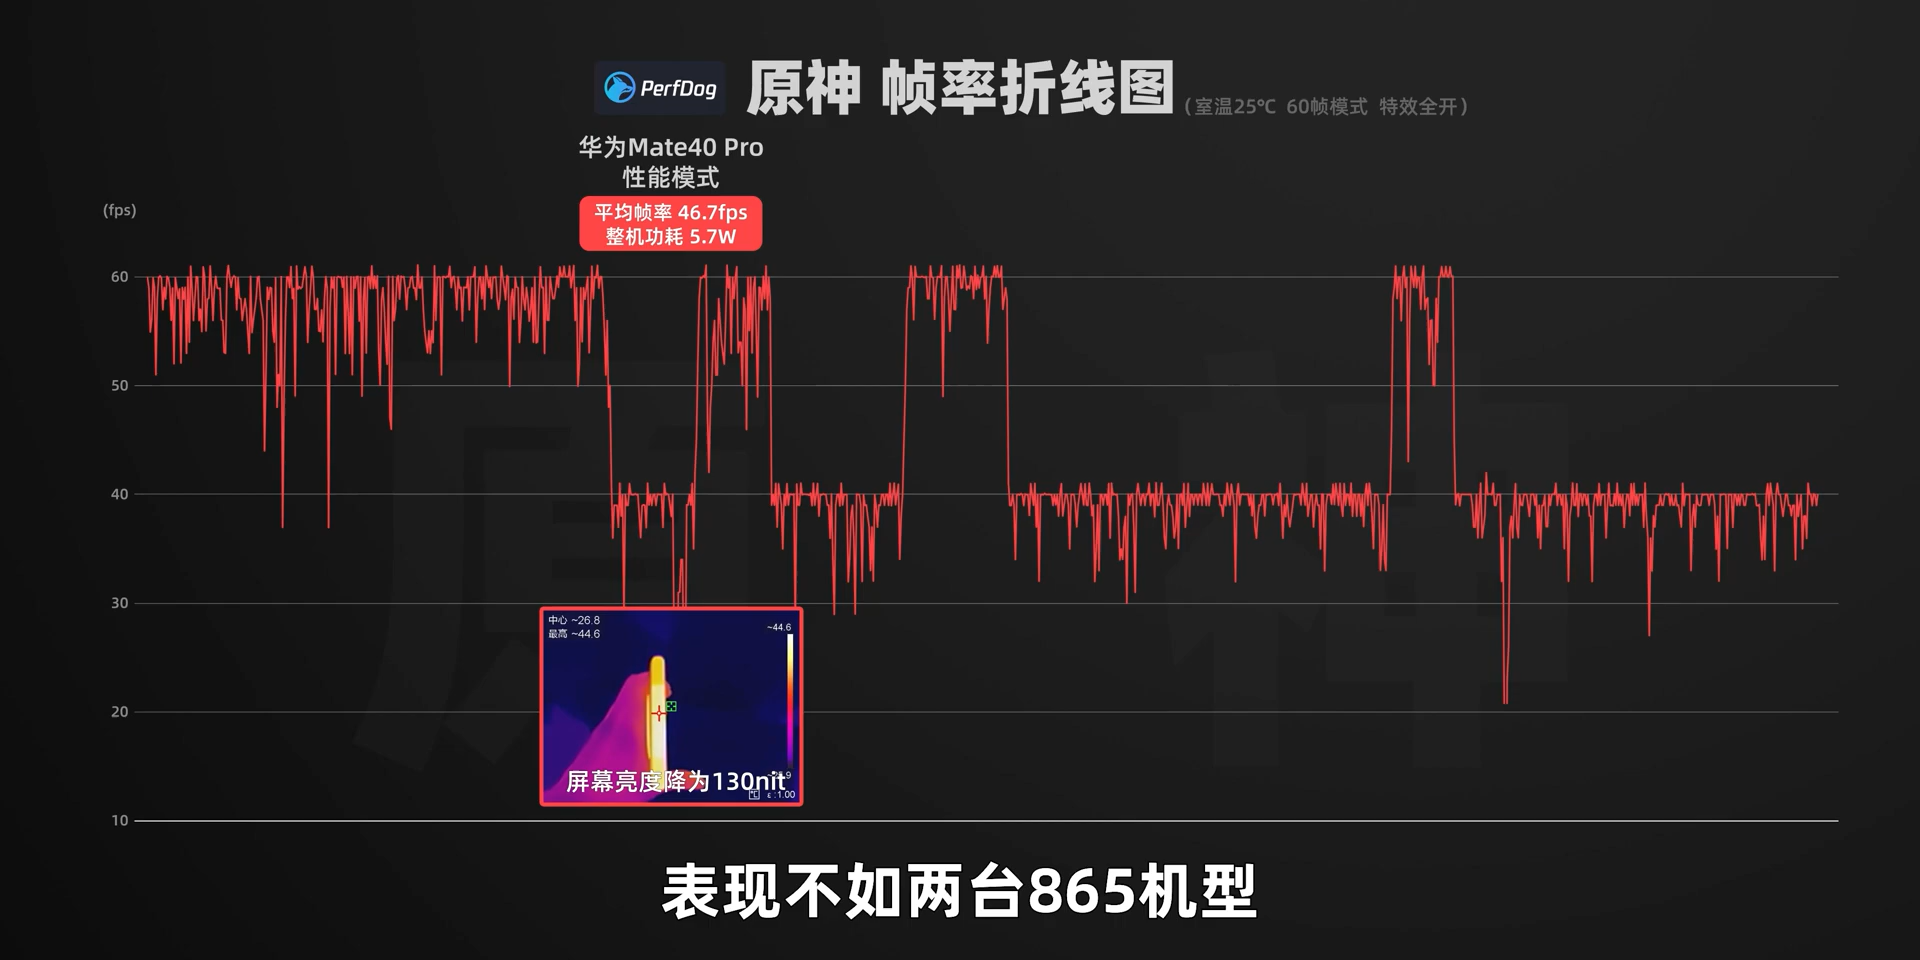 PerfDog
原神 帧率折线图
(室温25℃ 60帧模式 特效全开)
华为Mate40 Pro
性能模式
平均帧率 46.7fps
整机功耗 5.7W
(fps)
60
50
40
30
20
10
中心 ~26.8
最高 ~44.6
~44.6
屏幕亮度降为130nit
ε:1.00
表现不如两台865机型